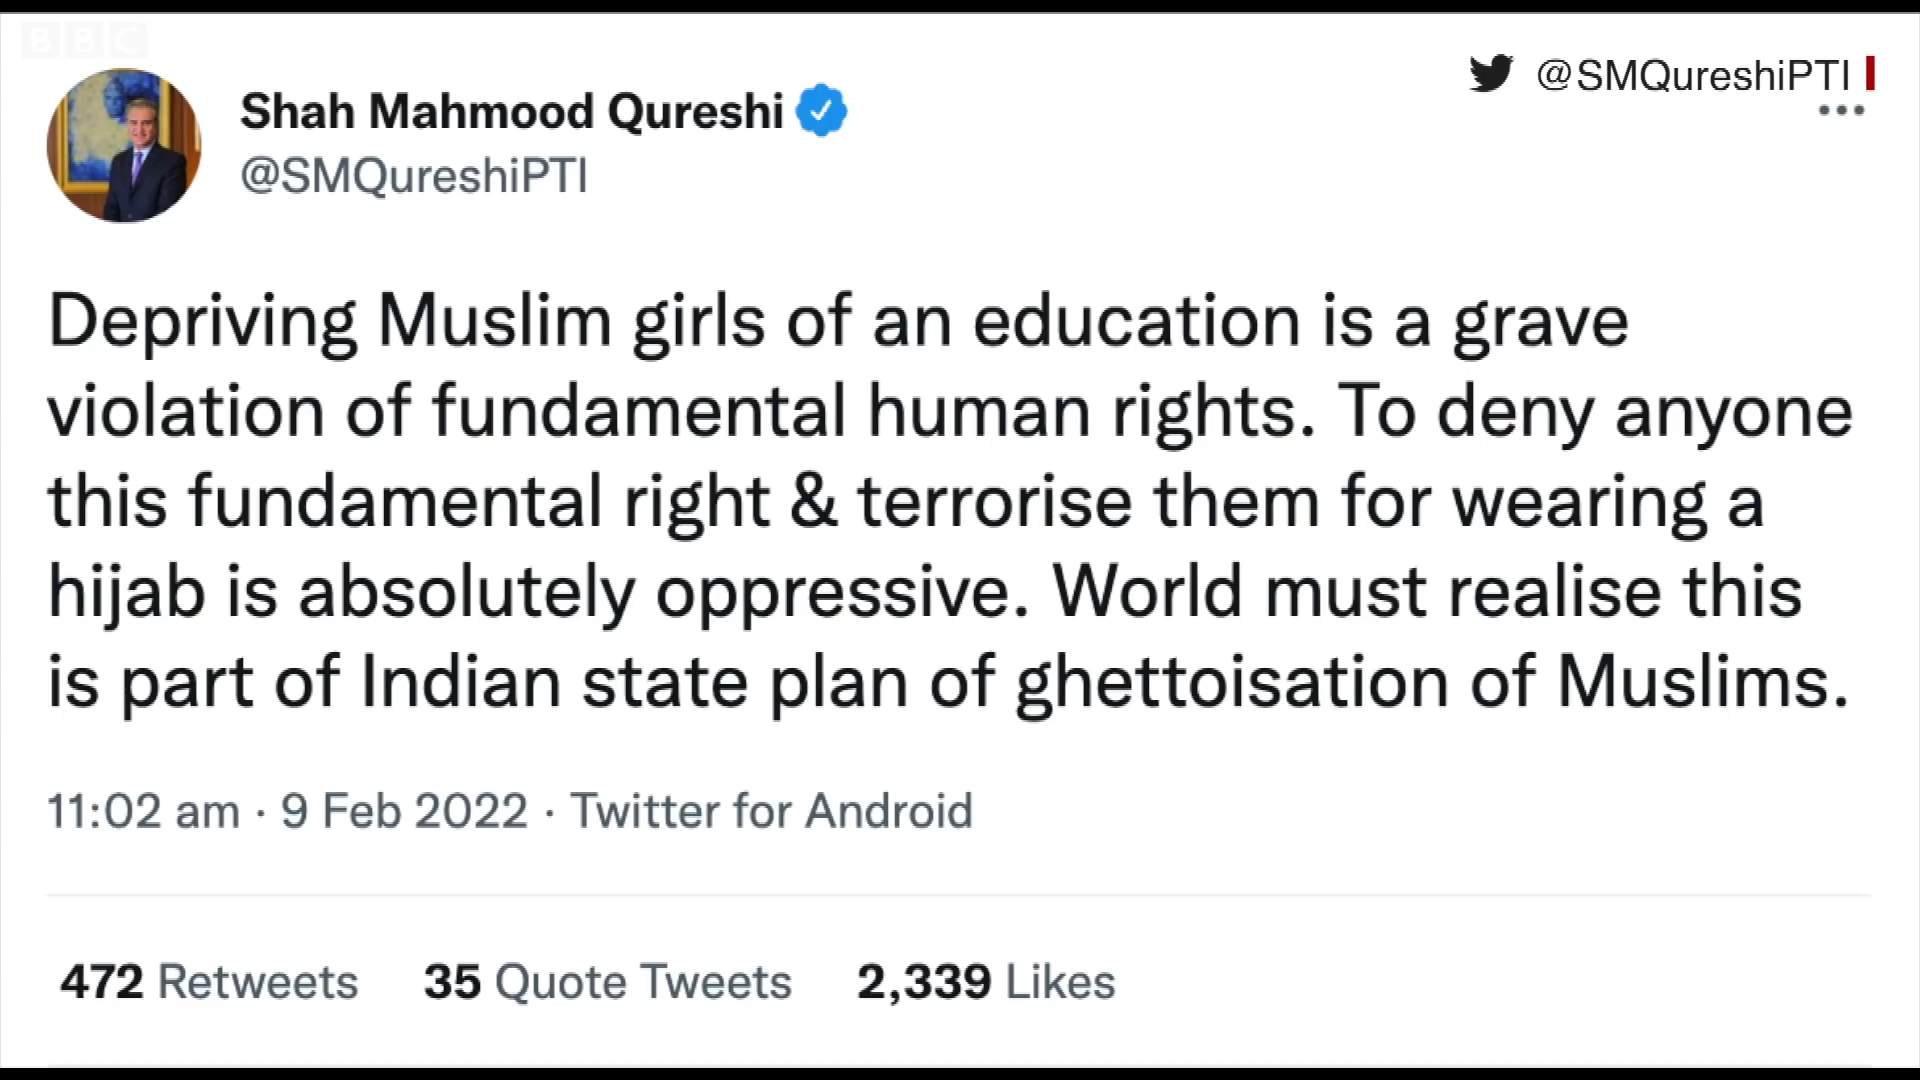 BBC
@SMQureshiPTI
Shah Mahmood Qureshi
@SMQureshiPTI
Depriving Muslim girls of an education is a grave
violation of fundamental human rights. To deny anyone
this fundamental right & terrorise them for wearing a
hijab is absolutely oppressive. World must realise this
is part of Indian state plan of ghettoisation of Muslims.
11:02 am · 9 Feb 2022 · Twitter for Android
472 Retweets 35 Quote Tweets 2,339 Likes